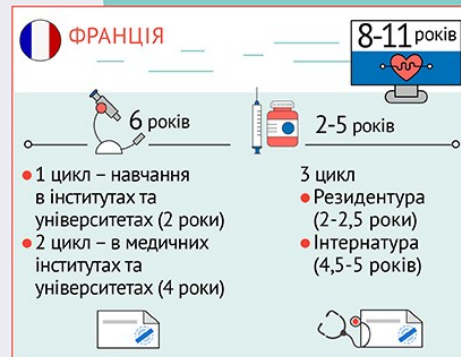 ФРАНЦІЯ
8-11 років
6 років
2-5 років
• 1 цикл – навчання
в інститутах та
університетах (2 роки)
• 2 цикл – в медичних
інститутах та
університетах (4 роки)
3 цикл
• Резидентура
(2-2,5 роки)
• Інтернатура
(4,5-5 років)